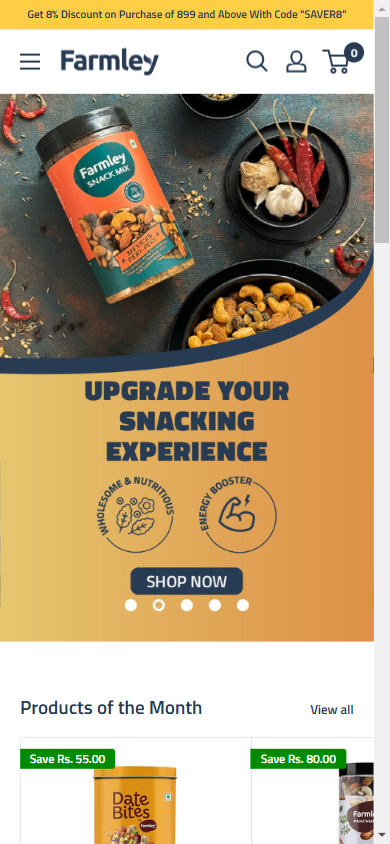 Get 8% Discount on Purchase of 899 and Above With Code "SAVER8"
Farmley
0
Farmley
SNACK MIX
MEXICAN
PERI-PERI
UPGRADE YOUR
SNACKING
EXPERIENCE
WHOLESOME & NUTRITIOUS
ENERGY BOOSTER
SHOP NOW
Products of the Month
View all
Save Rs. 55.00
Save Rs. 80.00
Date
Bites
Farmley
Farmley